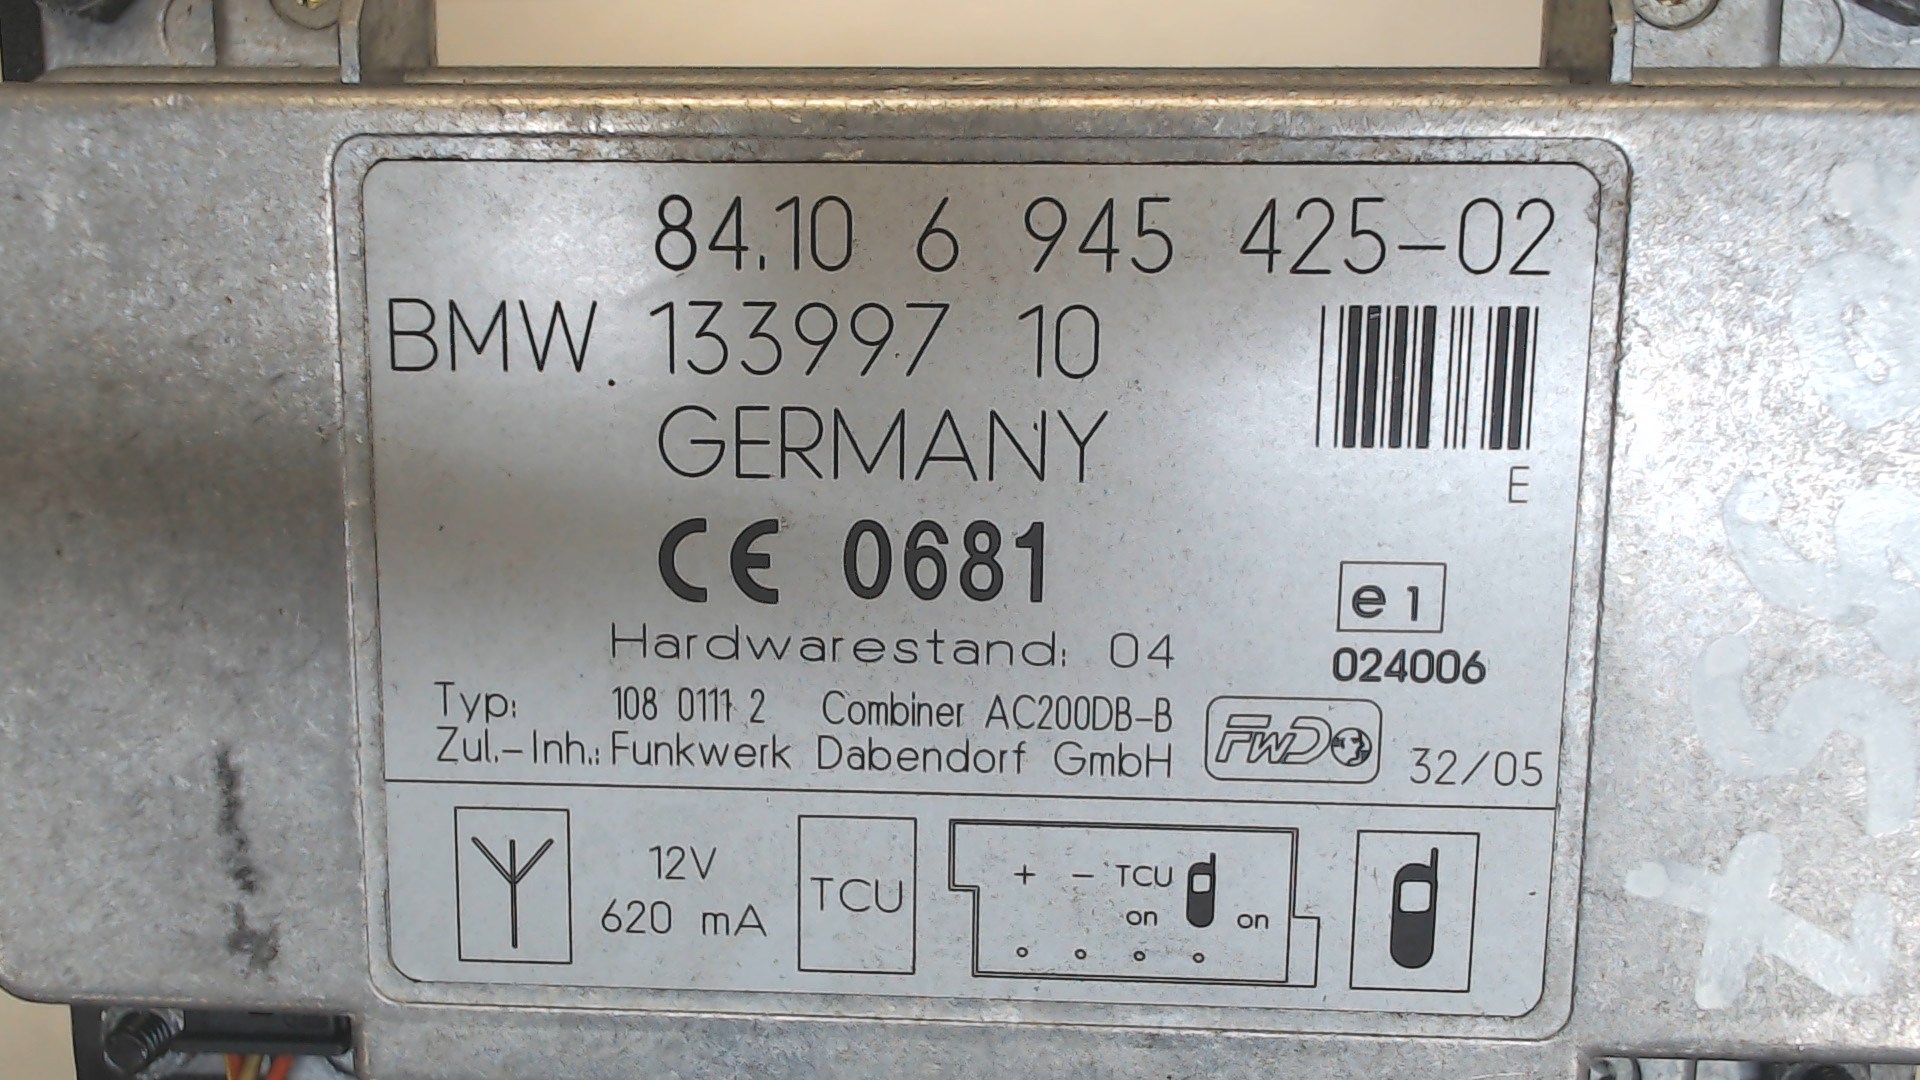 84.10 6 945 425-02
BMW. 133997 10
GERMANY
E
CE 0681
e1
024006
Hardwarestand: 04
Typ: 108 0111 2 Combiner AC200DB-B
Zul.-Inh.: Funkwerk Dabendorf GmbH FWD 32/05
12V
620 mA
TCU
+ - TCU
on on